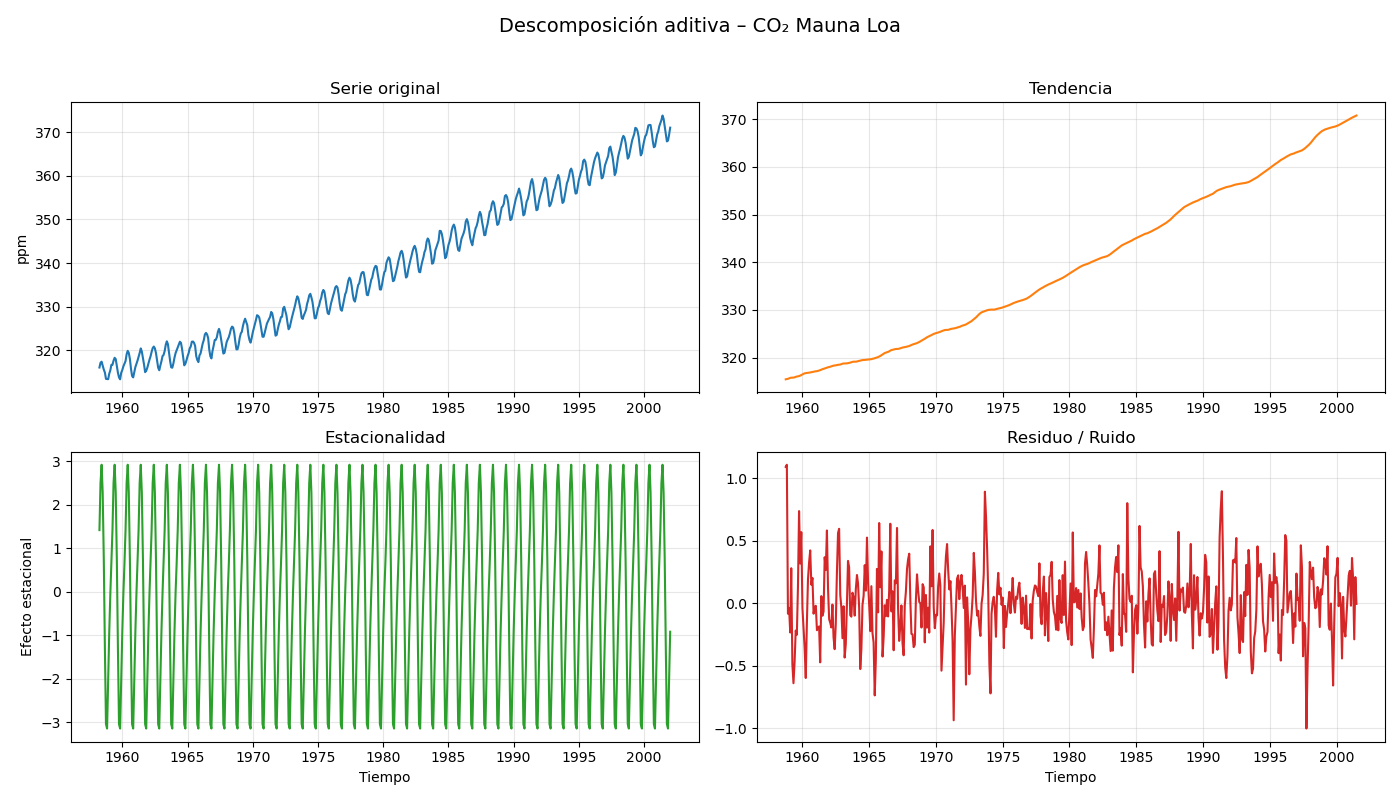 Descomposición aditiva – CO₂ Mauna Loa
Serie original
ppm
370
360
350
340
330
320
1960 1965 1970 1975 1980 1985 1990 1995 2000
Tendencia
370
360
350
340
330
320
1960 1965 1970 1975 1980 1985 1990 1995 2000
Estacionalidad
Efecto estacional
3
2
1
0
−1
−2
−3
1960 1965 1970 1975 1980 1985 1990 1995 2000
Tiempo
Residuo / Ruido
1.0
0.5
0.0
−0.5
−1.0
1960 1965 1970 1975 1980 1985 1990 1995 2000
Tiempo